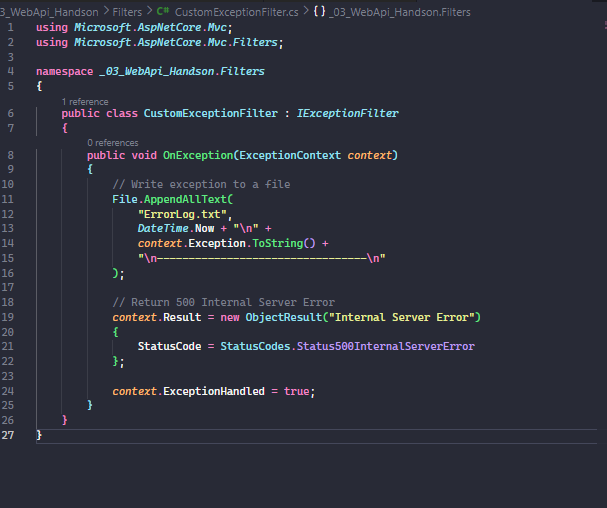 3_WebApi_Handson > Filters > C# CustomExceptionFilter.cs > {} _03_WebApi_Handson.Filters
1 using Microsoft.AspNetCore.Mvc;
2 using Microsoft.AspNetCore.Mvc.Filters;
3
4 namespace _03_WebApi_Handson.Filters
5 {
1 reference
6     public class CustomExceptionFilter : IExceptionFilter
7     {
0 references
8         public void OnException(ExceptionContext context)
9         {
10             // Write exception to a file
11             File.AppendAllText(
12                 "ErrorLog.txt",
13                 DateTime.Now + "\n" +
14                 context.Exception.ToString() +
15                 "\n---------------------------------\n"
16             );
17
18             // Return 500 Internal Server Error
19             context.Result = new ObjectResult("Internal Server Error")
20             {
21                 StatusCode = StatusCodes.Status500InternalServerError
22             };
23
24             context.ExceptionHandled = true;
25         }
26     }
27 }